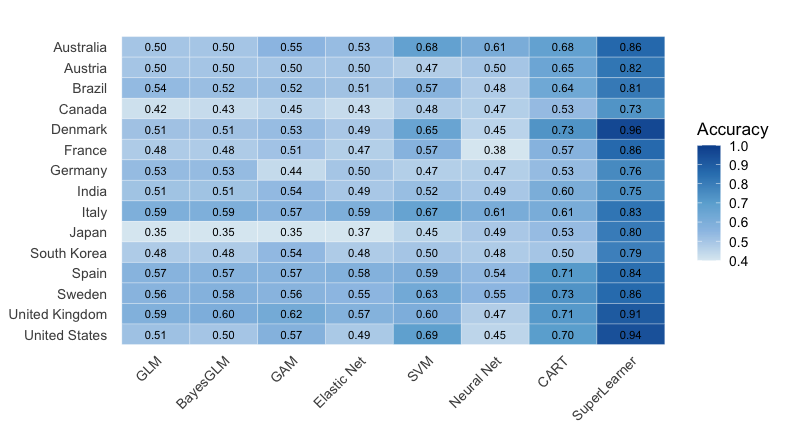 Australia 0.50 0.50 0.55 0.53 0.68 0.61 0.68 0.86
Austria 0.50 0.50 0.50 0.50 0.47 0.50 0.65 0.82
Brazil 0.54 0.52 0.52 0.51 0.57 0.48 0.64 0.81
Canada 0.42 0.43 0.45 0.43 0.48 0.47 0.53 0.73
Denmark 0.51 0.51 0.53 0.49 0.65 0.45 0.73 0.96
France 0.48 0.48 0.51 0.47 0.57 0.38 0.57 0.86
Germany 0.53 0.53 0.44 0.50 0.47 0.47 0.53 0.76
India 0.51 0.51 0.54 0.49 0.52 0.49 0.60 0.75
Italy 0.59 0.59 0.57 0.59 0.67 0.61 0.61 0.83
Japan 0.35 0.35 0.35 0.37 0.45 0.49 0.53 0.80
South Korea 0.48 0.48 0.54 0.48 0.50 0.48 0.50 0.79
Spain 0.57 0.57 0.57 0.58 0.59 0.54 0.71 0.84
Sweden 0.56 0.58 0.56 0.55 0.63 0.55 0.73 0.86
United Kingdom 0.59 0.60 0.62 0.57 0.60 0.47 0.71 0.91
United States 0.51 0.50 0.57 0.49 0.69 0.45 0.70 0.94
GLM BayesGLM GAM Elastic Net SVM Neural Net CART SuperLearner
Accuracy
1.0
0.9
0.8
0.7
0.6
0.5
0.4